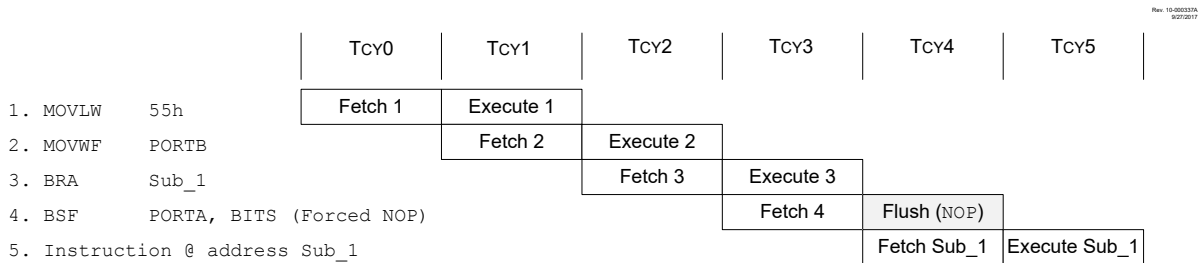 Rev. 10-000337A
9/27/2017
TCY0 TCY1 TCY2 TCY3 TCY4 TCY5
1. MOVLW 55h Fetch 1 Execute 1
2. MOVWF PORTB Fetch 2 Execute 2
3. BRA Sub_1 Fetch 3 Execute 3
4. BSF PORTA, BITS (Forced NOP) Fetch 4 Flush (NOP)
5. Instruction @ address Sub_1 Fetch Sub_1 Execute Sub_1